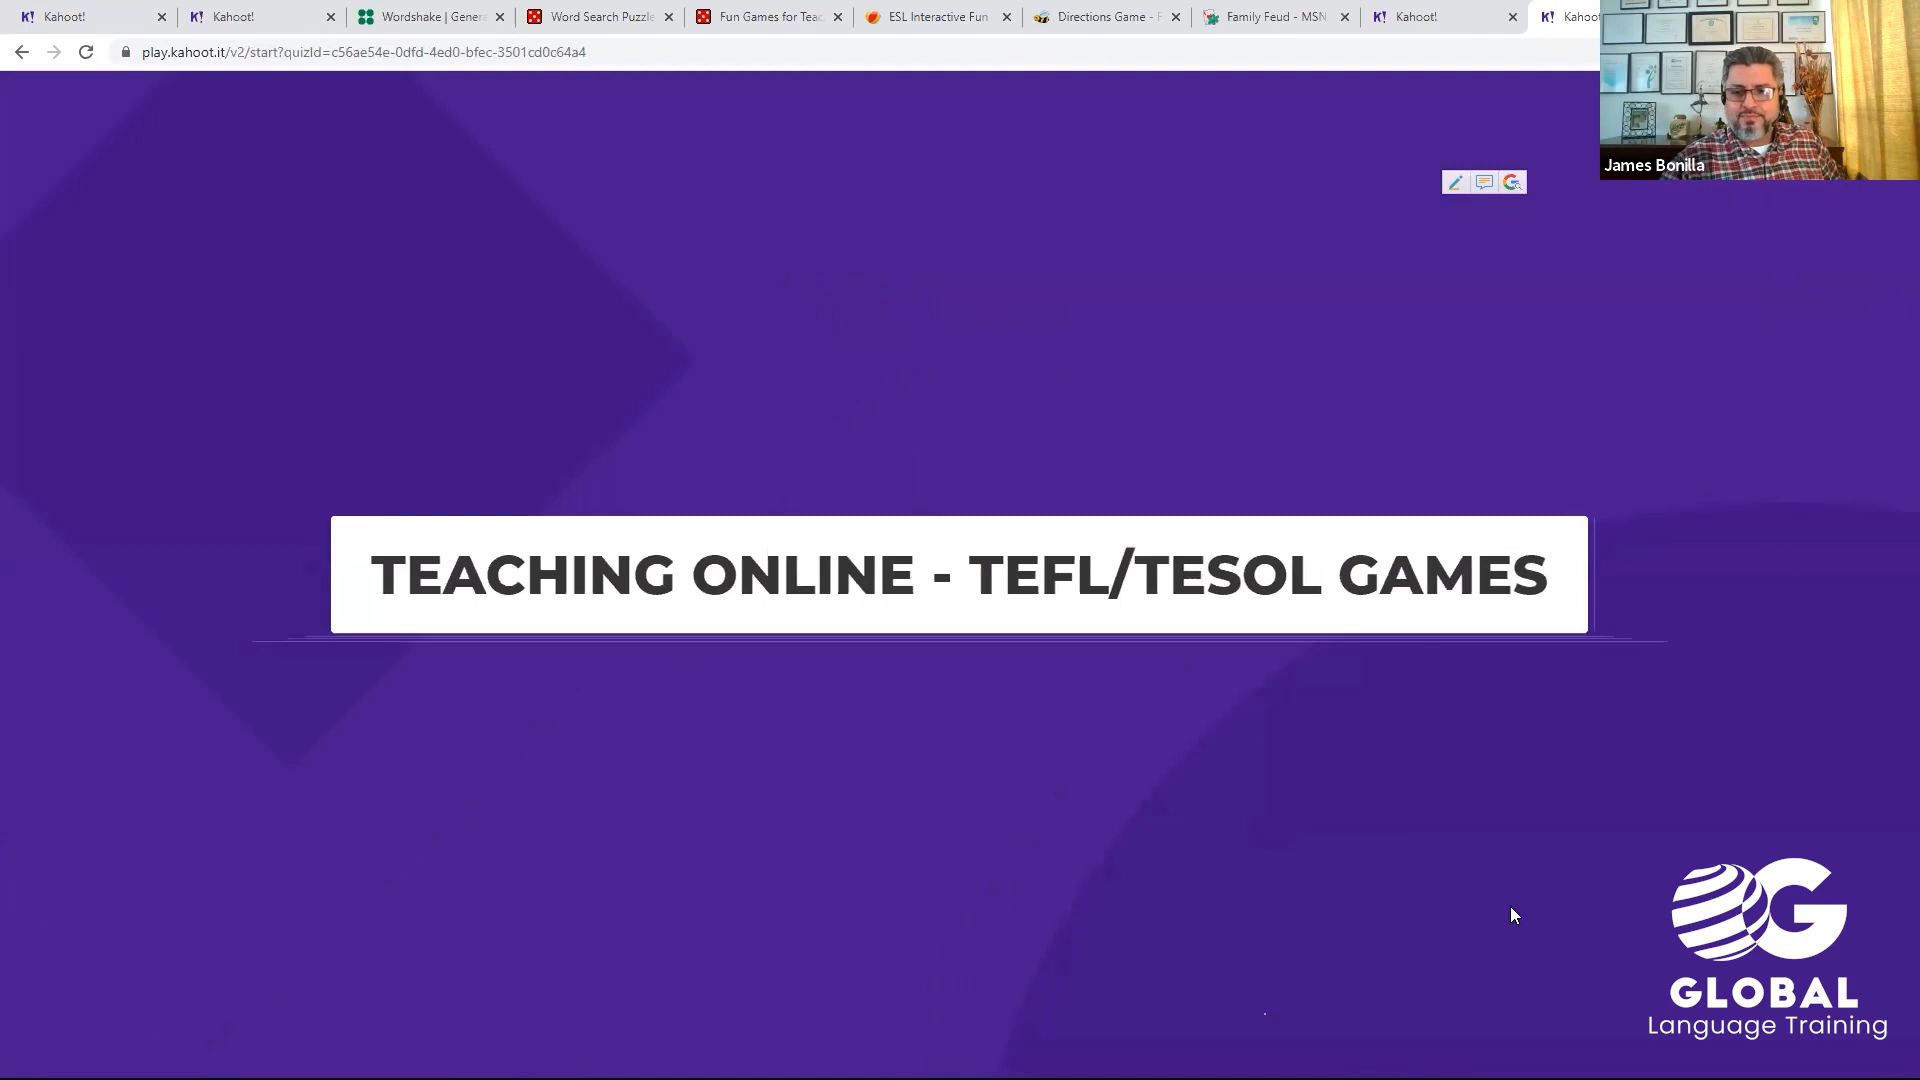 Kahoot!
Kahoot!
Wordshake | Genera
Word Search Puzzle
Fun Games for Teac
ESL Interactive Fun
Directions Game - F
Family Feud - MSN
Kahoot!
Kahoo
play.kahoot.it/v2/start?quizId=c56ae54e-0dfd-4ed0-bfec-3501cd0c64a4
James Bonilla
TEACHING ONLINE - TEFL/TESOL GAMES
GLOBAL
Language Training